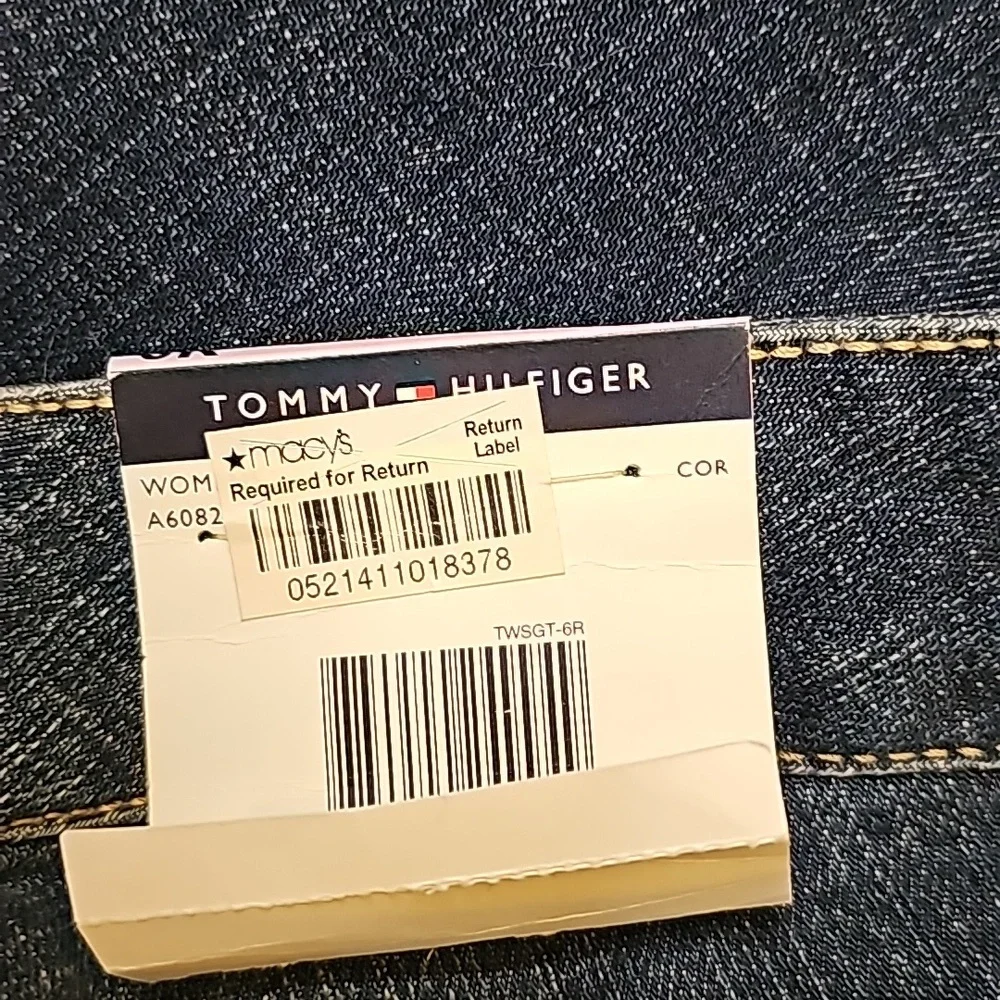 TOMMY HILFIGER
macy's
Return
Label
Required for Return
WOM
COR
A6082
0521411018378
TWSGT-6R